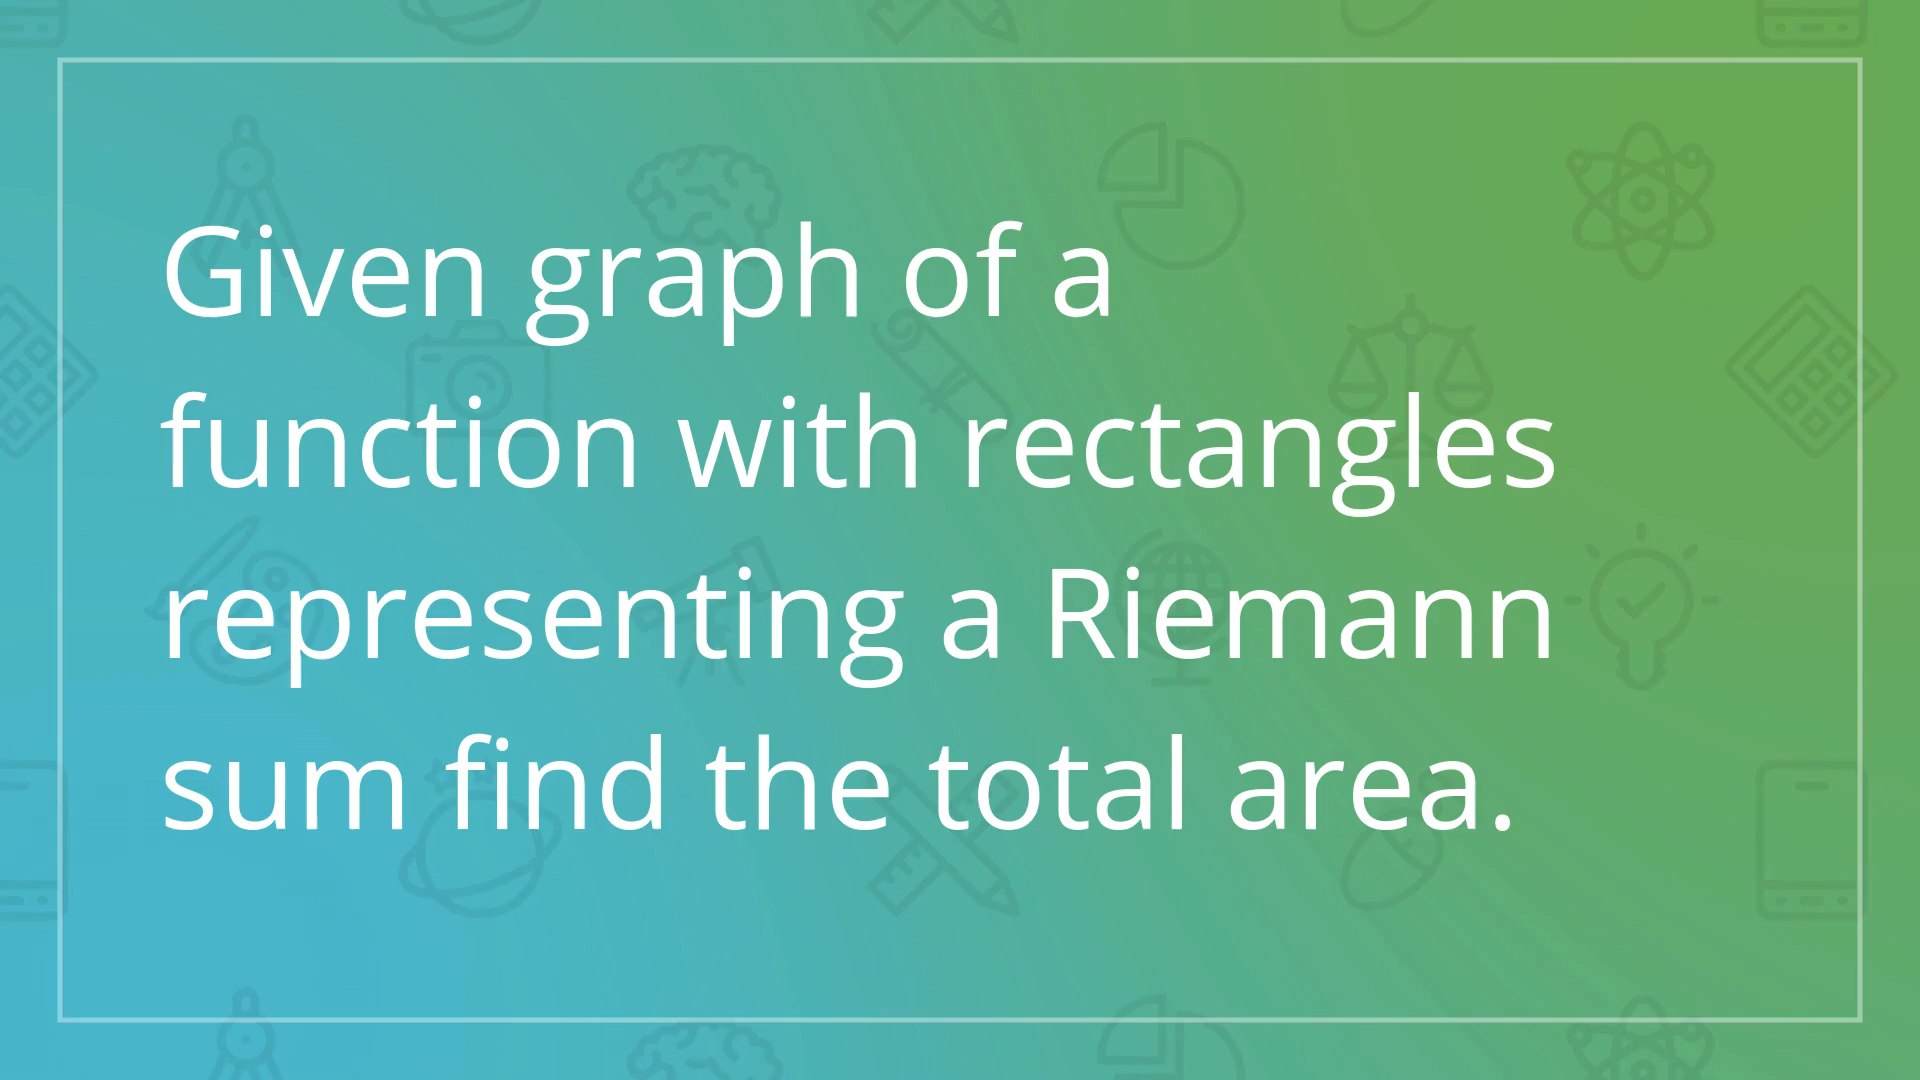 Given graph of a
function with rectangles
representing a Riemann
sum find the total area.